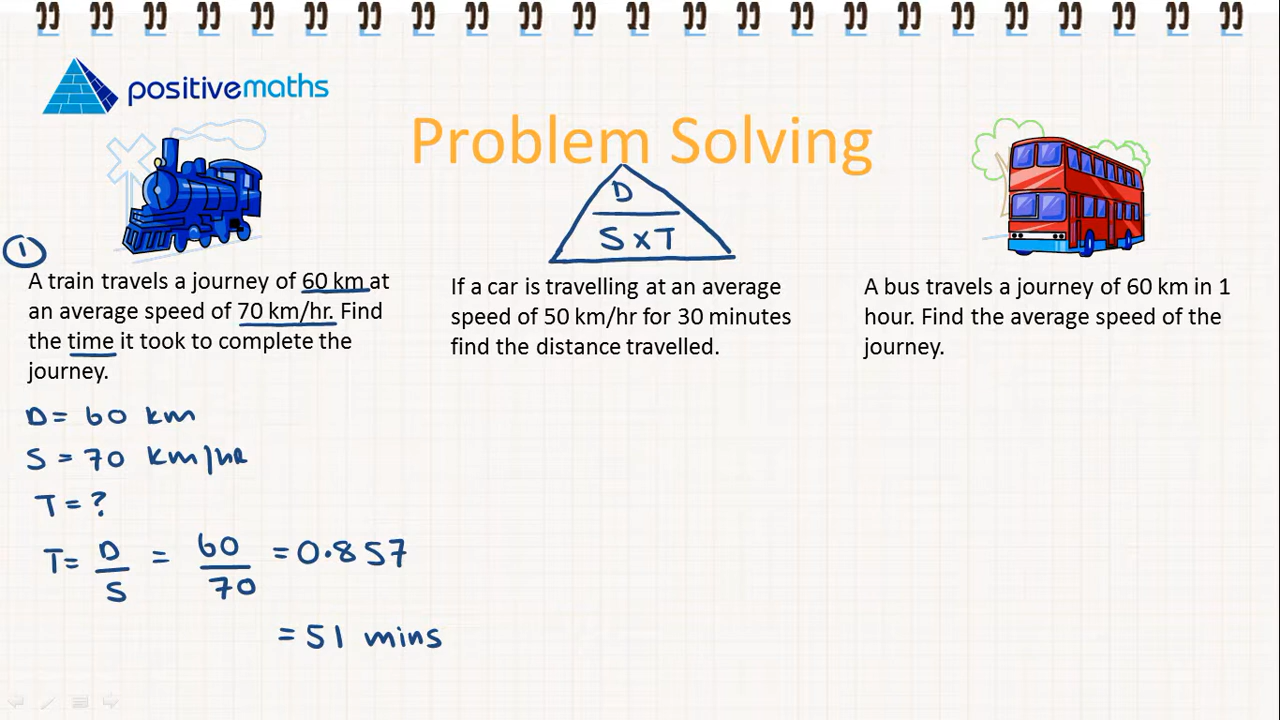 positivemaths
Problem Solving
D
S x T
1
A train travels a journey of 60 km at
an average speed of 70 km/hr. Find
the time it took to complete the
journey.
D = 60 km
S = 70 km/hr
T = ?
T = D/S = 60/70 = 0.857
= 51 mins
If a car is travelling at an average
speed of 50 km/hr for 30 minutes
find the distance travelled.
A bus travels a journey of 60 km in 1
hour. Find the average speed of the
journey.